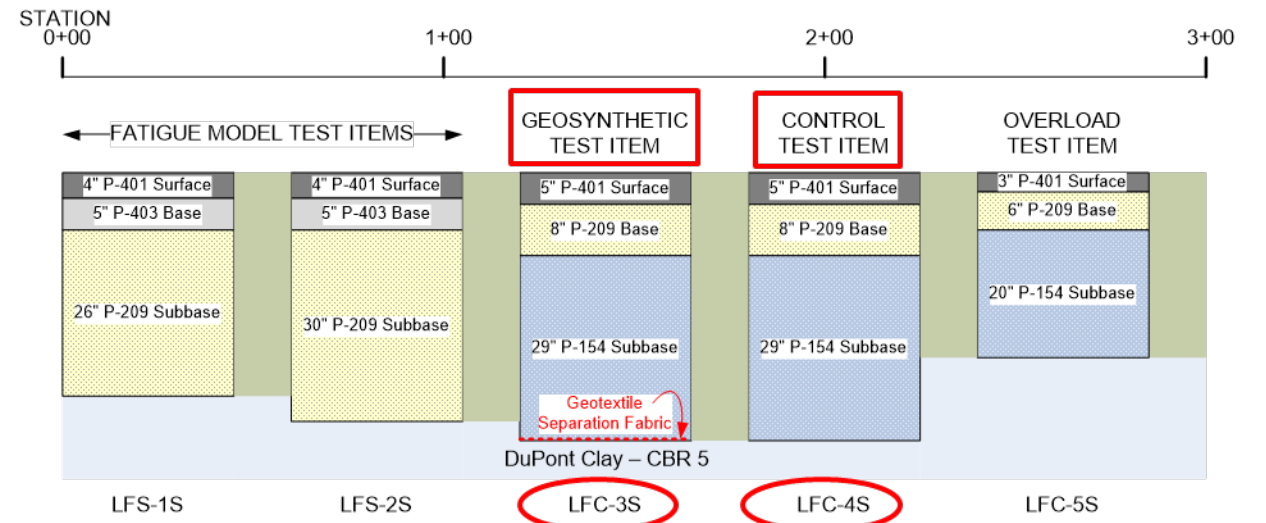 STATION
0+00
1+00
2+00
3+00
FATIGUE MODEL TEST ITEMS
GEOSYNTHETIC
TEST ITEM
CONTROL
TEST ITEM
OVERLOAD
TEST ITEM
4" P-401 Surface
5" P-403 Base
26" P-209 Subbase
4" P-401 Surface
5" P-403 Base
30" P-209 Subbase
5" P-401 Surface
8" P-209 Base
29" P-154 Subbase
Geotextile
Separation Fabric
5" P-401 Surface
8" P-209 Base
29" P-154 Subbase
3" P-401 Surface
6" P-209 Base
20" P-154 Subbase
DuPont Clay – CBR 5
LFS-1S
LFS-2S
LFC-3S
LFC-4S
LFC-5S